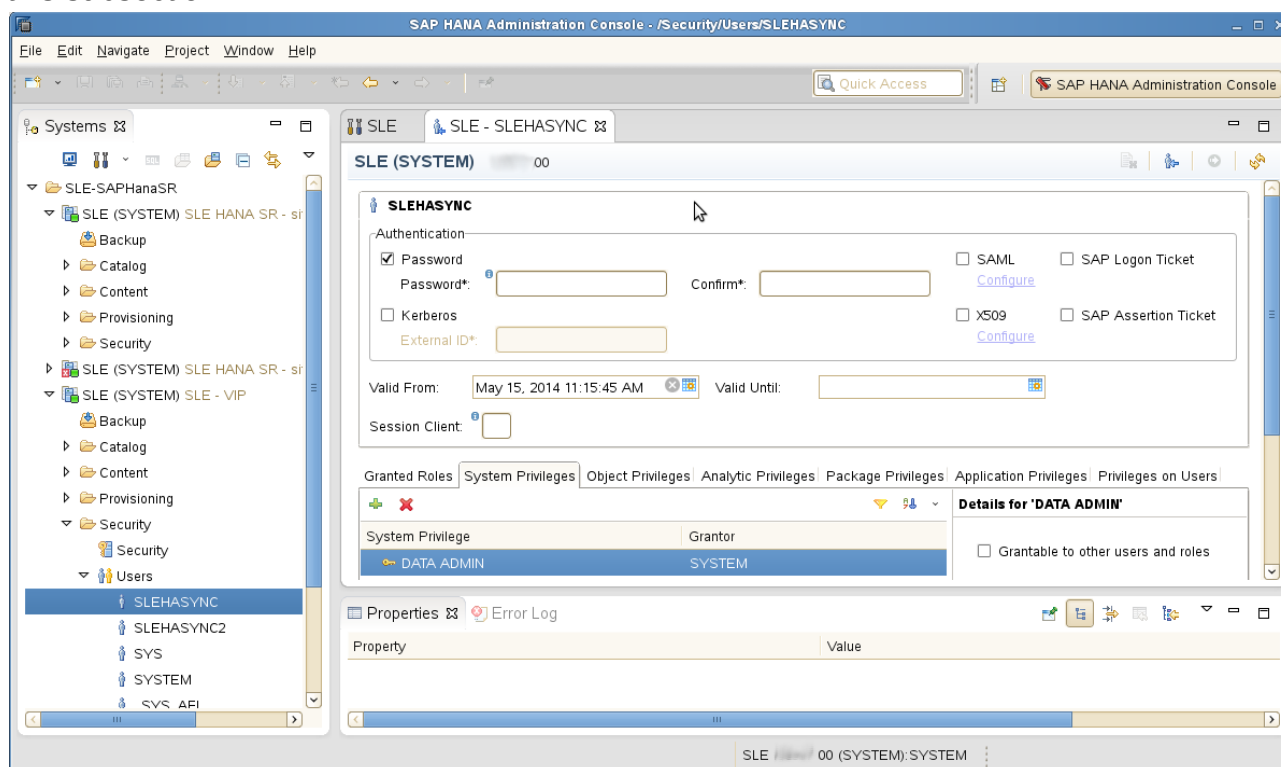 SAP HANA Administration Console - /Security/Users/SLEHASYNC
File Edit Navigate Project Window Help
Quick Access
SAP HANA Administration Console
Systems
SLE-SAPHanaSR
SLE (SYSTEM) SLE HANA SR - si
Backup
Catalog
Content
Provisioning
Security
SLE (SYSTEM) SLE HANA SR - si
SLE (SYSTEM) SLE - VIP
Backup
Catalog
Content
Provisioning
Security
Security
Users
SLEHASYNC
SLEHASYNC2
SYS
SYSTEM
_SYS_AFL
SLE
SLE - SLEHASYNC
SLE (SYSTEM) 00
SLEHASYNC
Authentication
Password
SAML
SAP Logon Ticket
Password*:
Confirm*:
Configure
Kerberos
X509
SAP Assertion Ticket
External ID*:
Configure
Valid From: May 15, 2014 11:15:45 AM Valid Until:
Session Client:
Granted Roles System Privileges Object Privileges Analytic Privileges Package Privileges Application Privileges Privileges on Users
Details for 'DATA ADMIN'
System Privilege Grantor
Grantable to other users and roles
DATA ADMIN SYSTEM
Properties Error Log
Property Value
SLE 00 (SYSTEM):SYSTEM